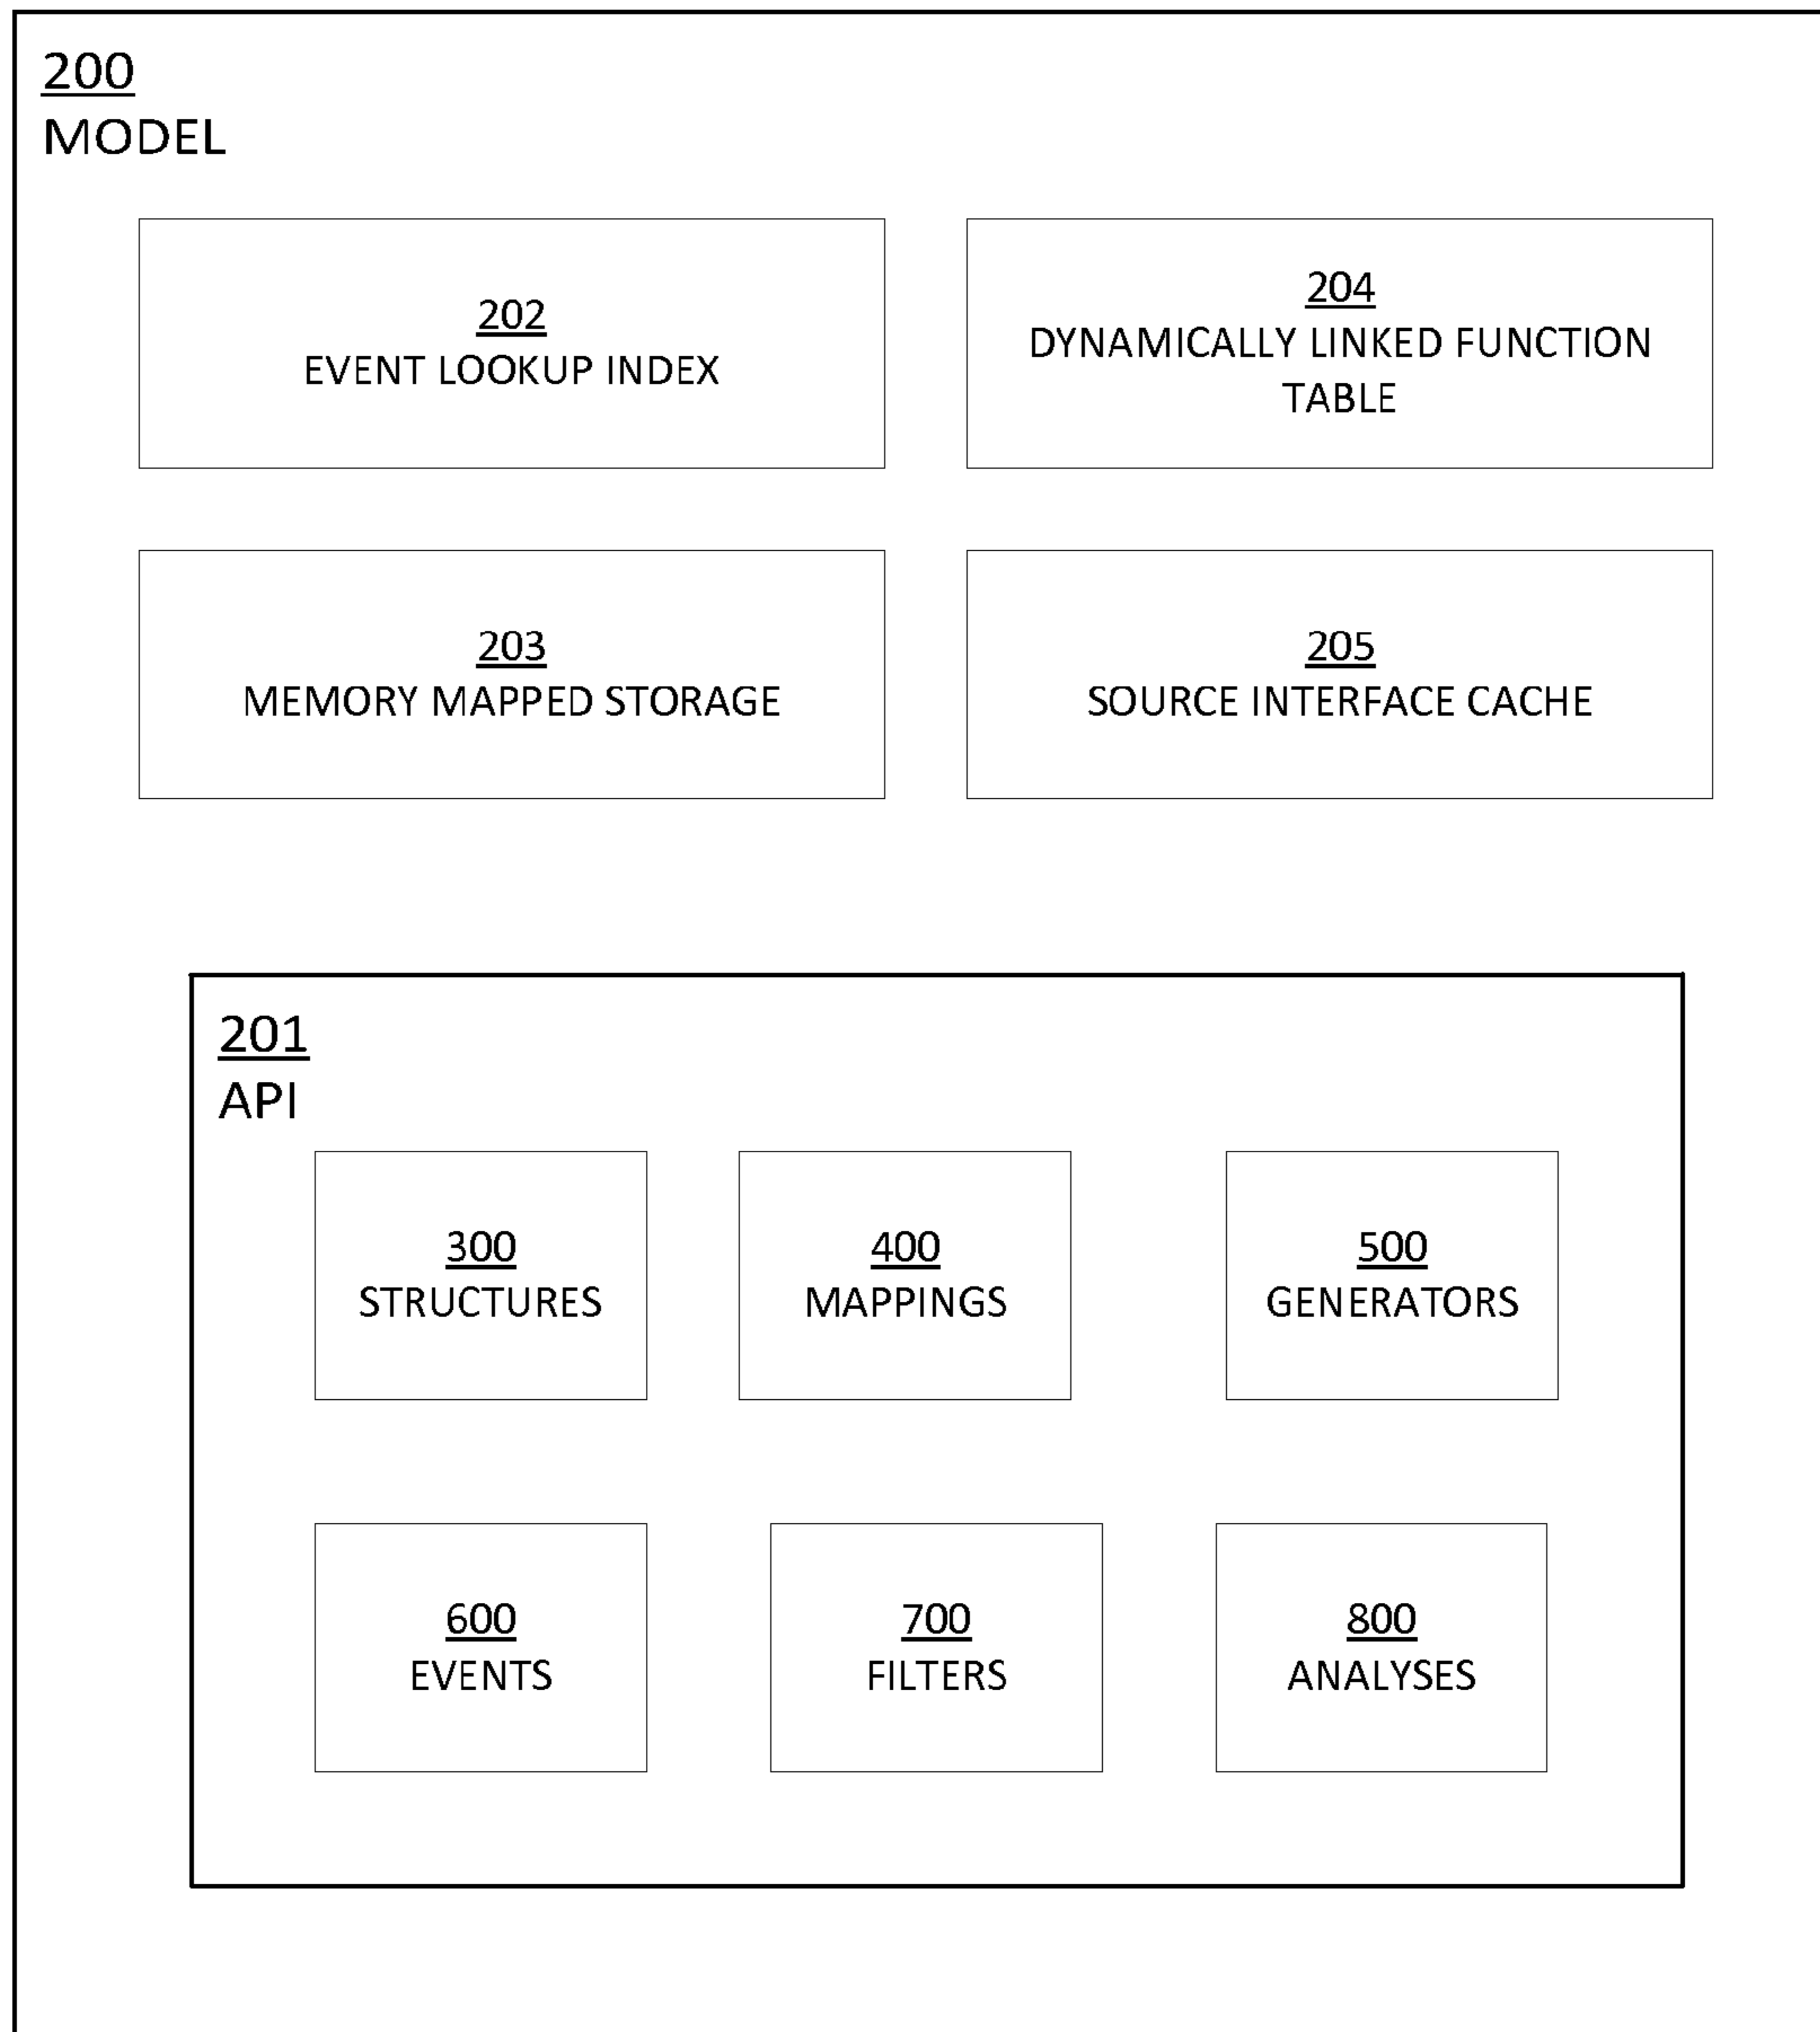 200
MODEL
202
EVENT LOOKUP INDEX
204
DYNAMICALLY LINKED FUNCTION
TABLE
203
MEMORY MAPPED STORAGE
205
SOURCE INTERFACE CACHE
201
API
300
STRUCTURES
400
MAPPINGS
500
GENERATORS
600
EVENTS
700
FILTERS
800
ANALYSES